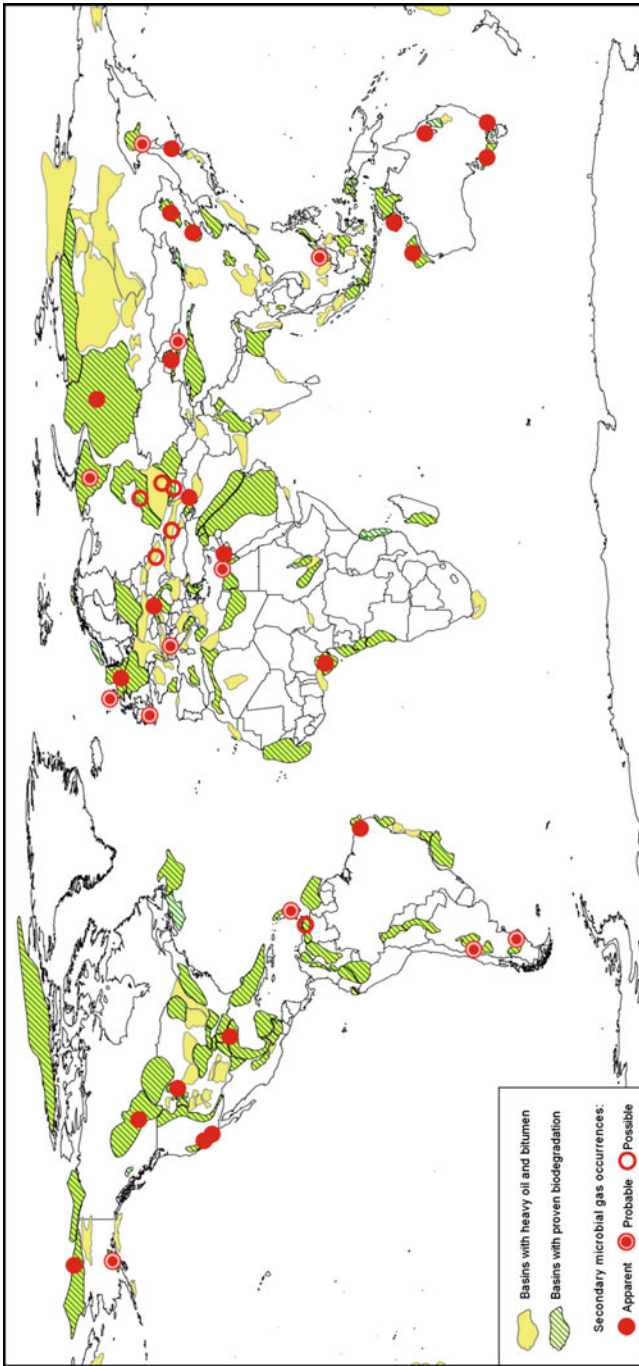 Basins with heavy oil and bitumen
Basins with proven biodegradation
Secondary microbial gas occurrences:
Apparent Probable Possible